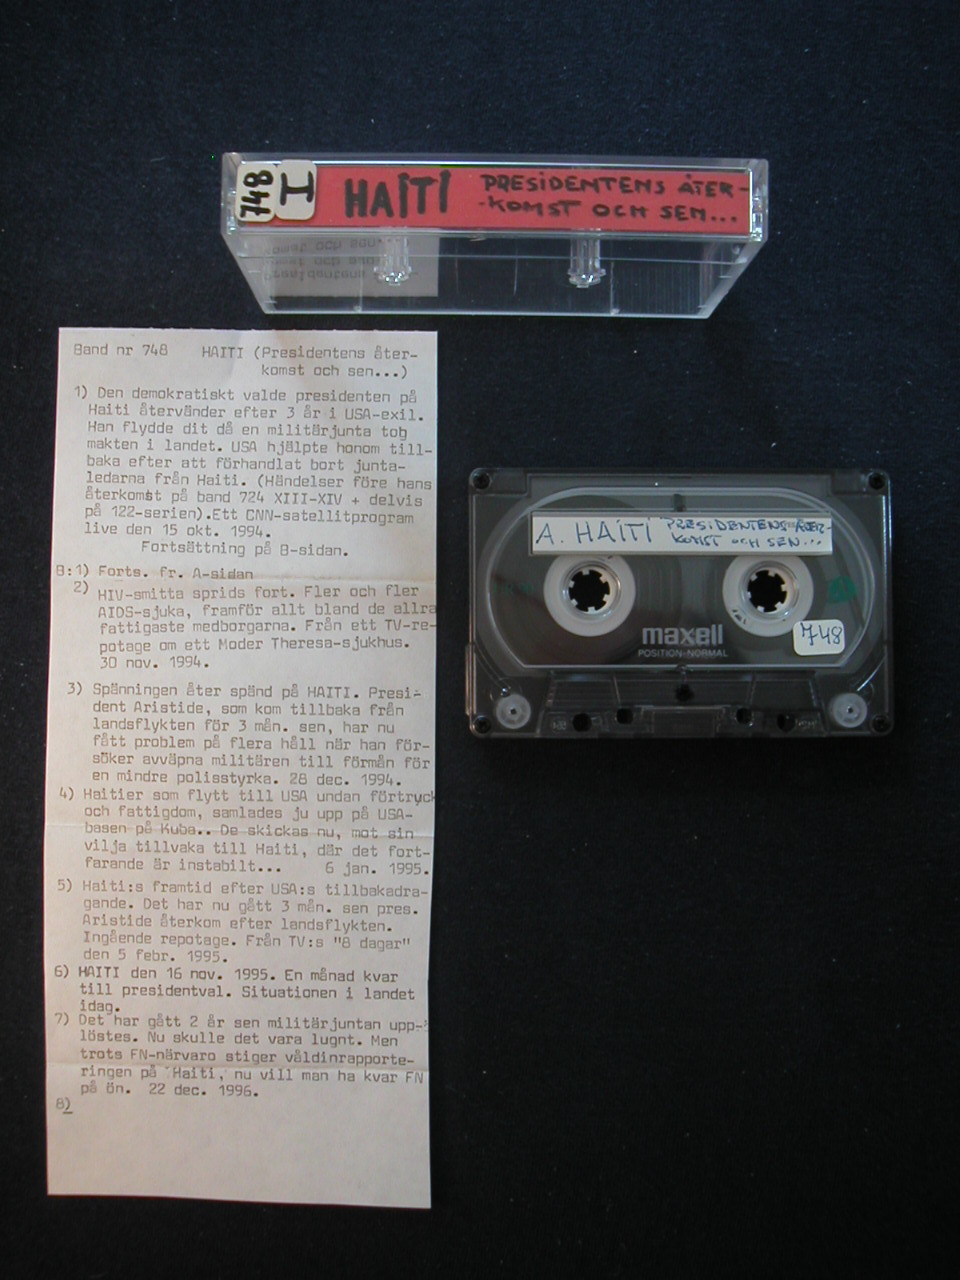 748 I HAITI PRESIDENTENS ÅTER-
-KOMST OCH SEN...
Band nr 748 HAITI (Presidentens åter-
komst och sen...)
1) Den demokratiskt valde presidenten på
Haiti återvänder efter 3 år i USA-exil.
Han flydde dit då en militärjunta tog
makten i landet. USA hjälpte honom till-
baka efter att förhandlat bort junta-
ledarna från Haiti. (Händelser före hans
återkomst på band 724 XIII-XIV + delvis
på 122-serien).Ett CNN-satellitprogram
live den 15 okt. 1994.
Fortsättning på B-sidan.
B:1) Forts. fr. A-sidan
2) HIV-smitta sprids fort. Fler och fler
AIDS-sjuka, framför allt bland de allra
fattigaste medborgarna. Från ett TV-re-
potage om ett Moder Theresa-sjukhus.
30 nov. 1994.
3) Spänningen åter spänd på HAITI. Presi-
dent Aristide, som kom tillbaka från
landsflykten för 3 mån. sen, har nu
fått problem på flera håll när han för-
söker avväpna militären till förmån för
en mindre polisstyrka. 28 dec. 1994.
4) Haitier som flytt till USA undan förtryck
och fattigdom, samlades ju upp på USA-
basen på Kuba.. De skickas nu, mot sin
vilja tillvaka till Haiti, där det fort-
farande är instabilt... 6 jan. 1995.
5) Haiti:s framtid efter USA:s tillbakadra-
gande. Det har nu gått 3 mån. sen pres.
Aristide återkom efter landsflykten.
Ingående repotage. Från TV:s "8 dagar"
den 5 febr. 1995.
6) HAITI den 16 nov. 1995. En månad kvar
till presidentval. Situationen i landet
idag.
7) Det har gått 2 år sen militärjuntan upp-
löstes. Nu skulle det vara lugnt. Men
trots FN-närvaro stiger våldinrapporte-
ringen på Haiti, nu vill man ha kvar FN
på ön. 22 dec. 1996.
8)
A. HAITI PRESIDENTENS ÅTER-
KOMST OCH SEN...
maxell
POSITION-NORMAL
748